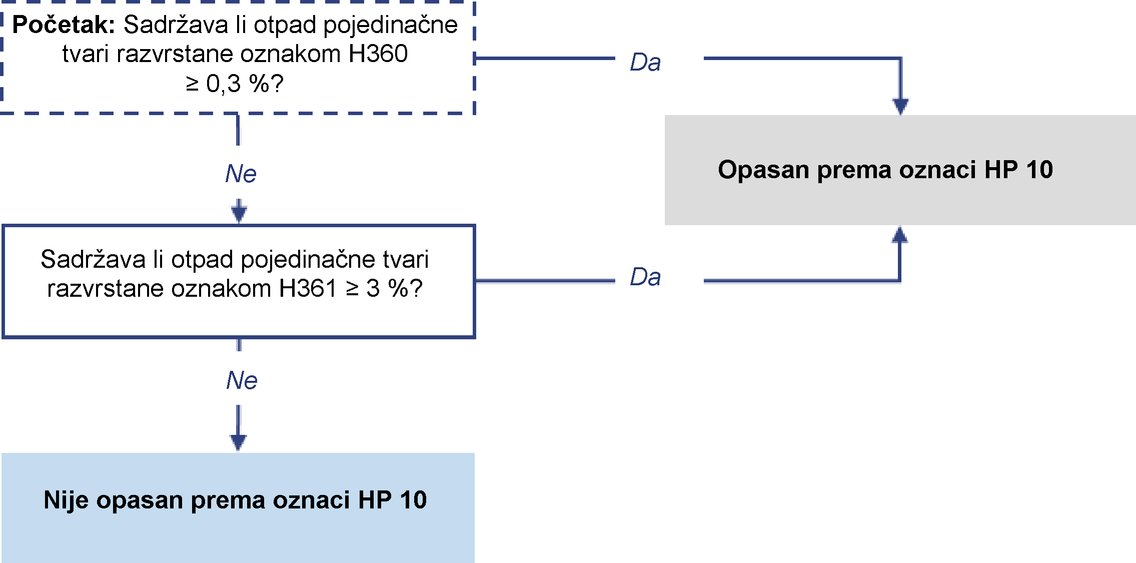 Početak: Sadržava li otpad pojedinačne
tvari razvrstane oznakom H360
≥ 0,3 %?
Da
Opasan prema oznaci HP 10
Ne
Sadržava li otpad pojedinačne tvari
razvrstane oznakom H361 ≥ 3 %?
Da
Ne
Nije opasan prema oznaci HP 10